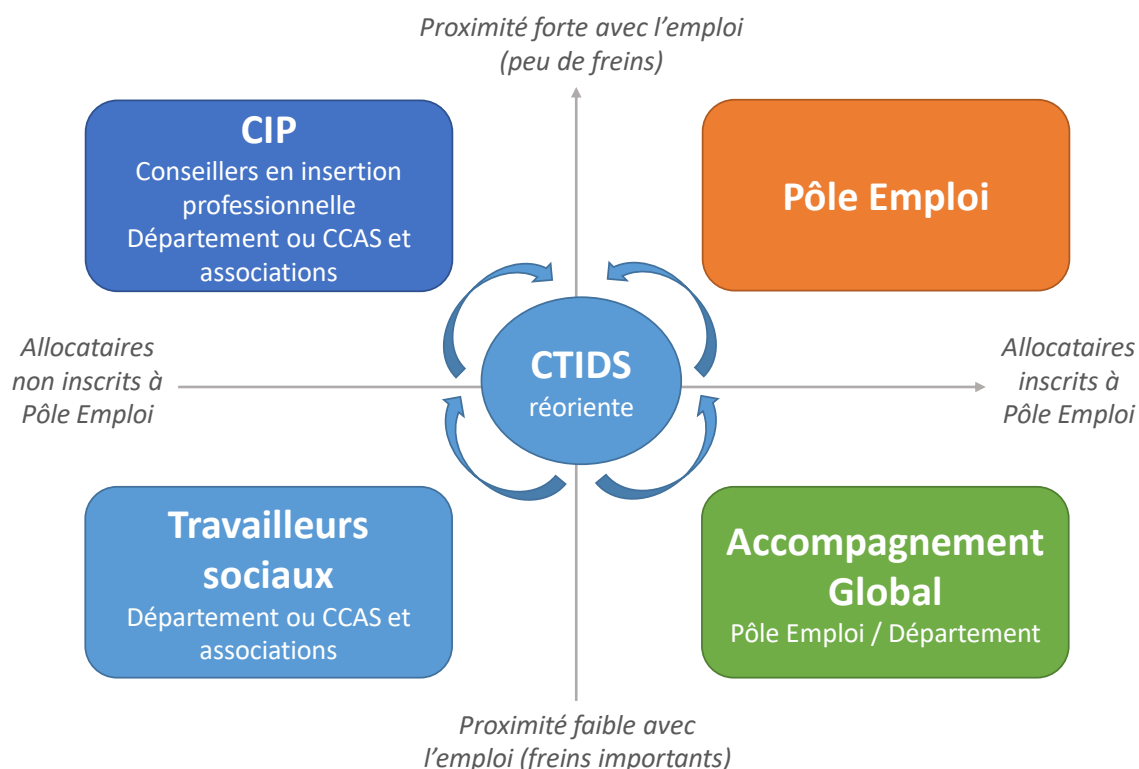 Proximité forte avec l'emploi
(peu de freins)
CIP
Conseillers en insertion
professionnelle
Département ou CCAS et
associations
Pôle Emploi
Allocataires
non inscrits à
Pôle Emploi
CTIDS
réoriente
Allocataires
inscrits à
Pôle Emploi
Travailleurs
sociaux
Département ou CCAS et
associations
Accompagnement
Global
Pôle Emploi / Département
Proximité faible avec
l'emploi (freins importants)